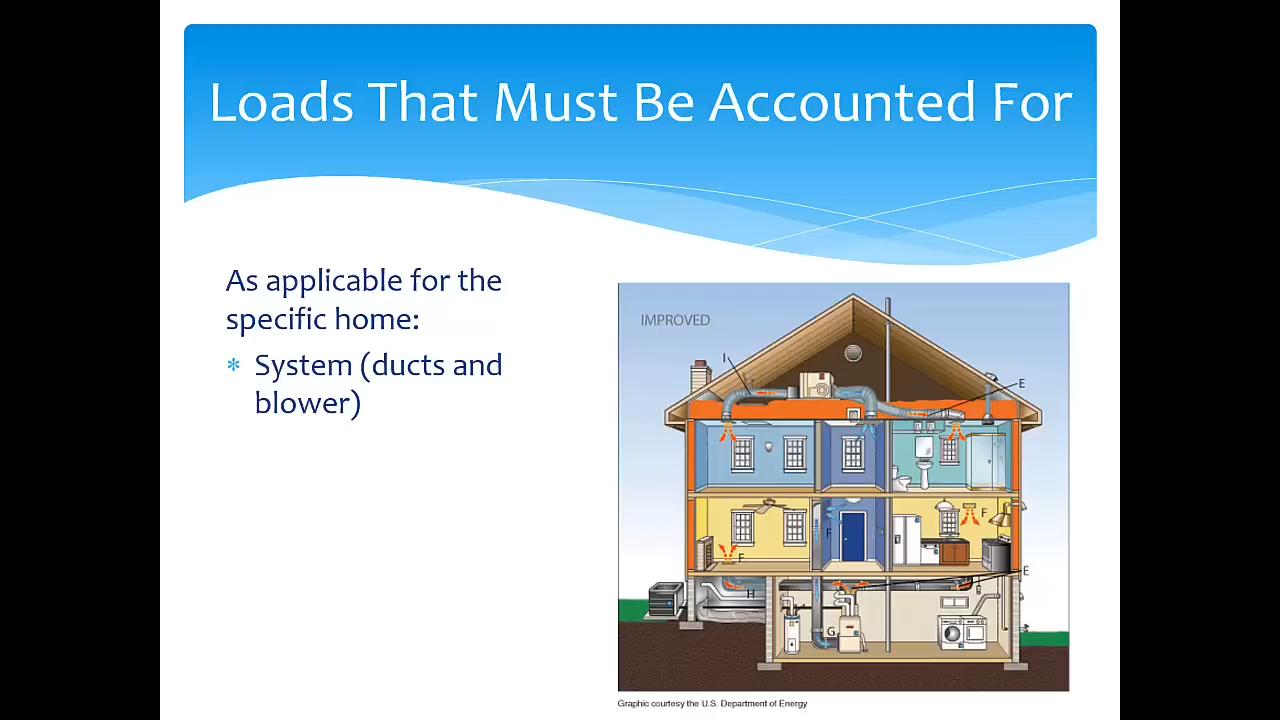 Loads That Must Be Accounted For
As applicable for the
specific home:
* System (ducts and
blower)
IMPROVED
I
E
F
F
F
E
H
G
Graphic courtesy the U.S. Department of Energy